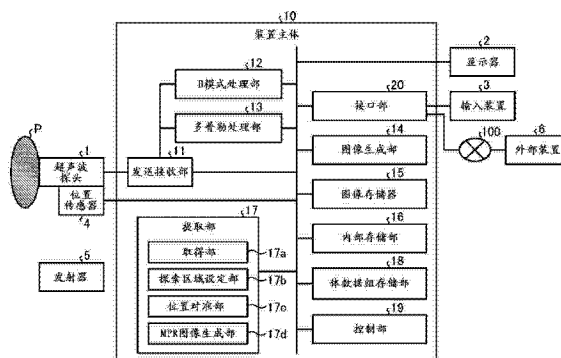 10
装置主体
12
B模式处理部
13
多普勒处理部
11
发送接收部
P
1
超声波
探头
位置
传感器
4
5
发射器
17
提取部
取得部
17a
探索区域设定部
17b
位置对准部
17c
MPR图像生成部
17d
2
显示器
20
接口部
3
输入装置
14
图像生成部
100
6
外部装置
15
图像存储器
16
内部存储部
18
体数据组存储部
19
控制部